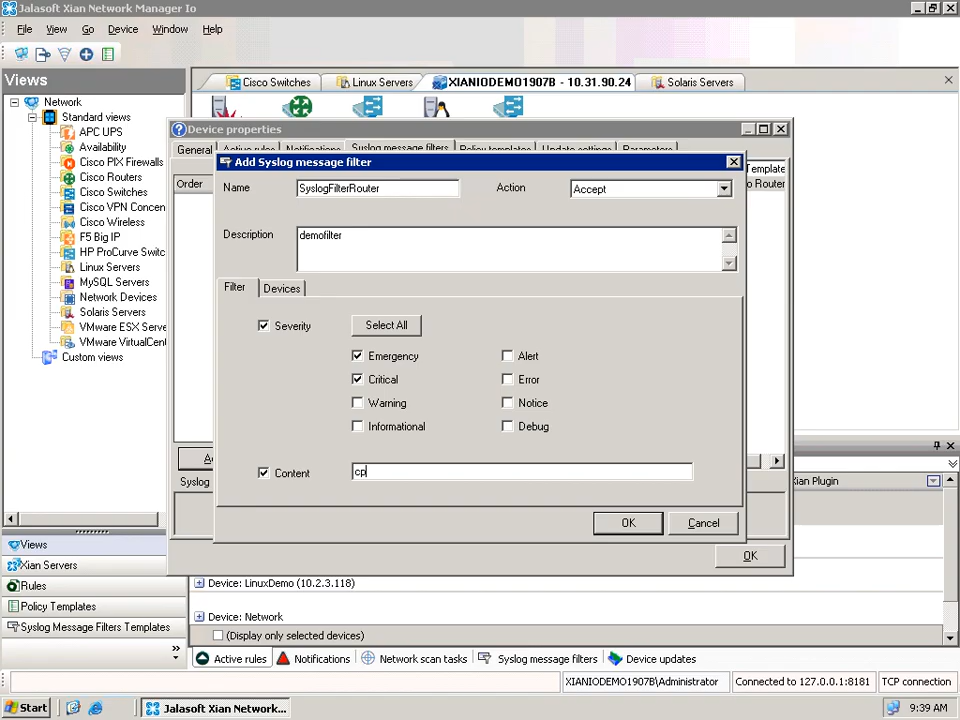 Jalasoft Xian Network Manager Io
File View Go Device Window Help
Views
Network
Standard views
APC UPS
Availability
Cisco PIX Firewalls
Cisco Routers
Cisco Switches
Cisco VPN Concen
Cisco Wireless
F5 Big IP
HP ProCurve Switc
Linux Servers
MySQL Servers
Network Devices
Solaris Servers
VMware ESX Serve
VMware VirtualCent
Custom views
Views
Xian Servers
Rules
Policy Templates
Syslog Message Filters Templates
Cisco Switches Linux Servers XIANIODEMO1907B - 10.31.90.24 Solaris Servers
Device properties
General Active rules Notifications Syslog message filters Policy templates Update settings Parameters
Order
Template
o Router
Syslog
OK
Add Syslog message filter
Name SyslogFilterRouter Action Accept
Description demofilter
Filter Devices
Severity Select All
Emergency Alert
Critical Error
Warning Notice
Informational Debug
Content cp
OK Cancel
ian Plugin
Device: LinuxDemo (10.2.3.118)
Device: Network
(Display only selected devices)
Active rules Notifications Network scan tasks Syslog message filters Device updates
XIANIODEMO1907B\Administrator Connected to 127.0.0.1:8181 TCP connection
Start Jalasoft Xian Network... 9:39 AM